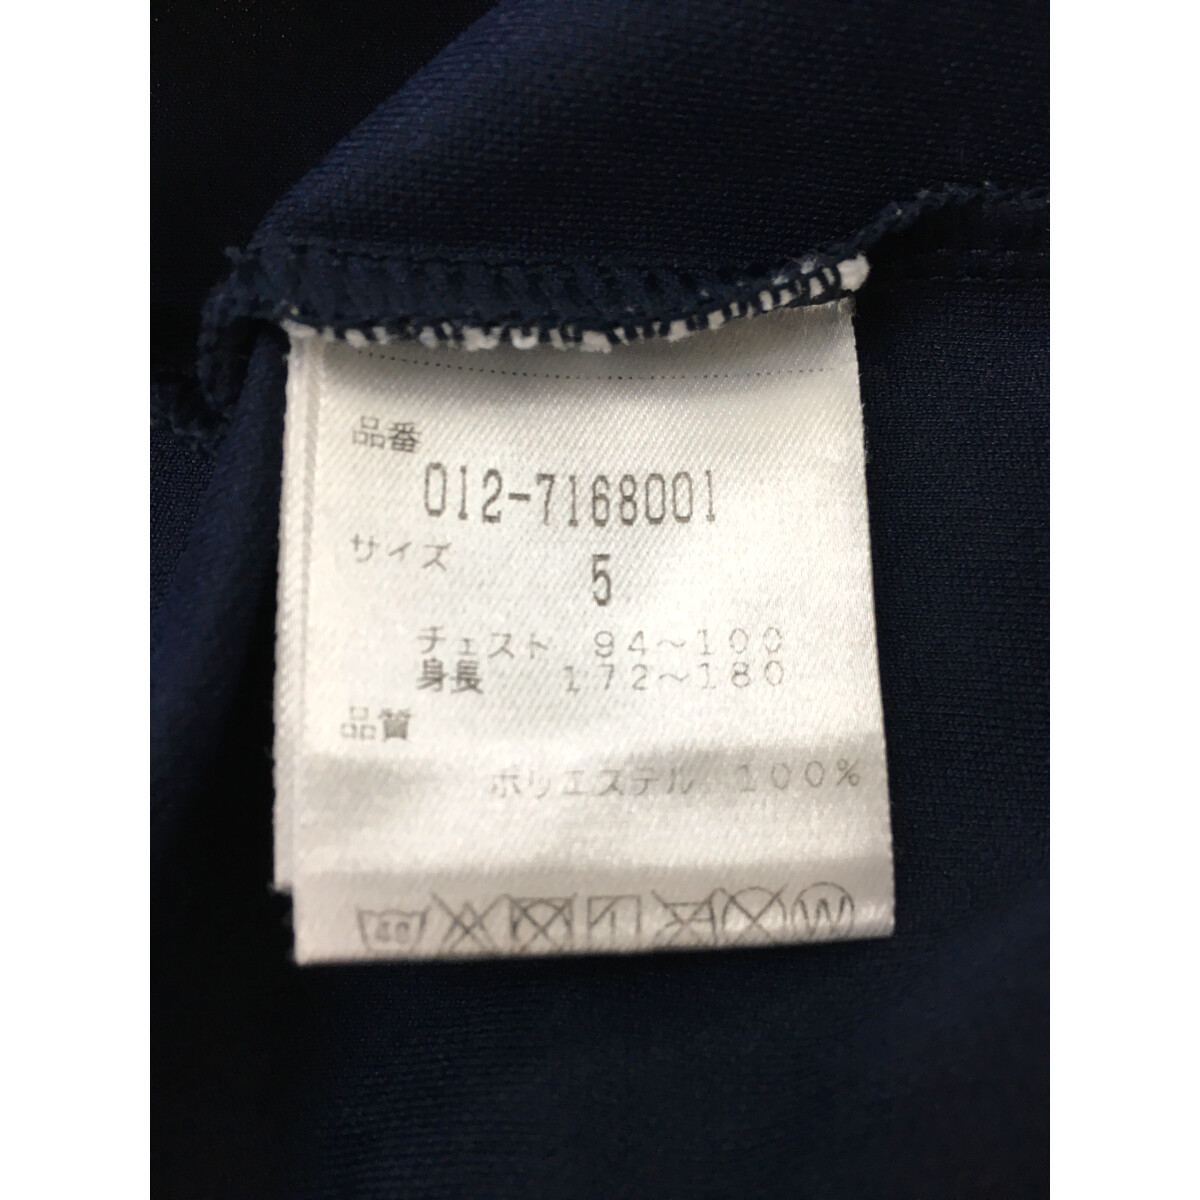 品番
012-7168001
サイズ 5
チェスト 94~100
身長 172~180
品質
ポリエステル 100%
40 W